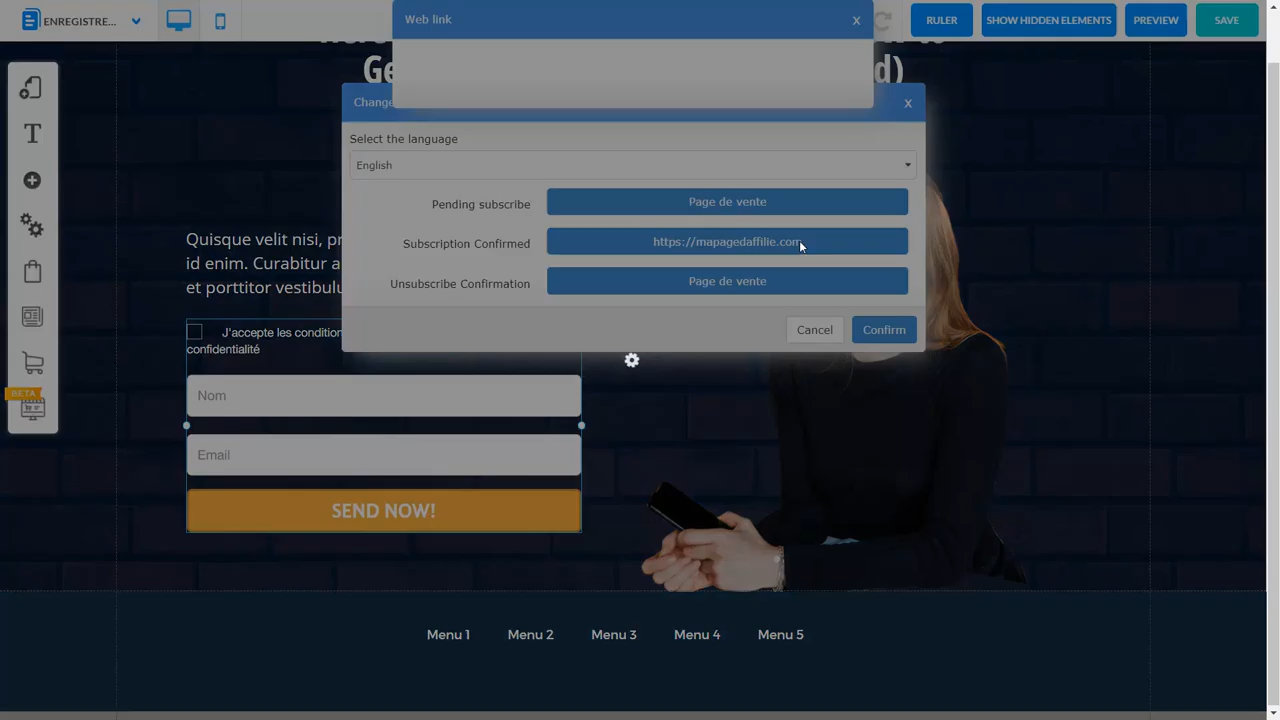 ENREGISTRE...
Web link
x
RULER
SHOW HIDDEN ELEMENTS
PREVIEW
SAVE
Ge
d)
Change
x
Select the language
English
Pending subscribe
Page de vente
Subscription Confirmed
https://mapagedaffilie.com
Unsubscribe Confirmation
Page de vente
Cancel
Confirm
Quisque velit nisi, pr
id enim. Curabitur a
et porttitor vestibulu
J'accepte les condition
confidentialité
Nom
Email
SEND NOW!
BETA
Menu 1
Menu 2
Menu 3
Menu 4
Menu 5